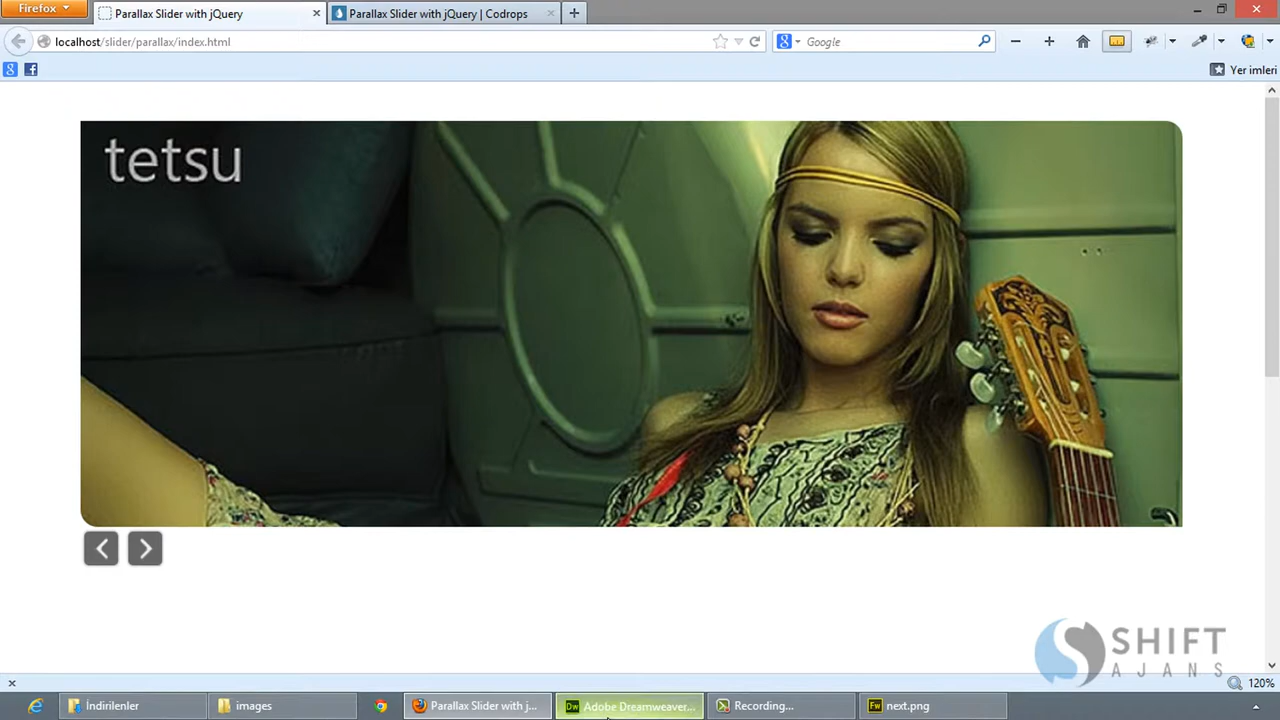 Firefox
Parallax Slider with jQuery
Parallax Slider with jQuery | Codrops
localhost/slider/parallax/index.html
Google
Yer imleri
tetsu
SHIFT
AJANS
120%
İndirilenler
images
Parallax Slider with j...
Adobe Dreamweaver...
Recording...
next.png